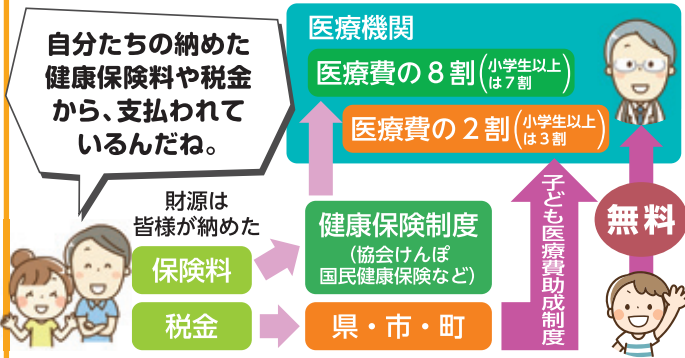 自分たちの納めた
健康保険料や税金
から、支払われて
いるんだね。
医療機関
医療費の８割(小学生以上
は７割)
医療費の２割(小学生以上
は３割)
財源は
皆様が納めた
保険料
税金
健康保険制度
(協会けんぽ
国民健康保険など)
県・市・町
子ども医療費助成制度
無料